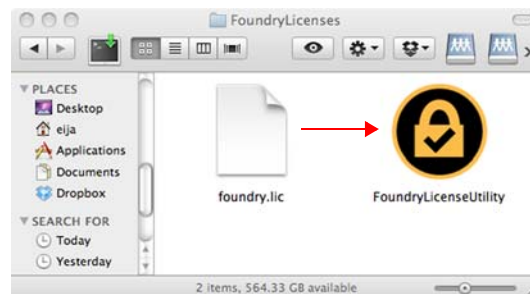 FoundryLicenses
PLACES
Desktop
eija
Applications
Documents
Dropbox
SEARCH FOR
Today
Yesterday
foundry.lic
FoundryLicenseUtility
2 items, 564.33 GB available